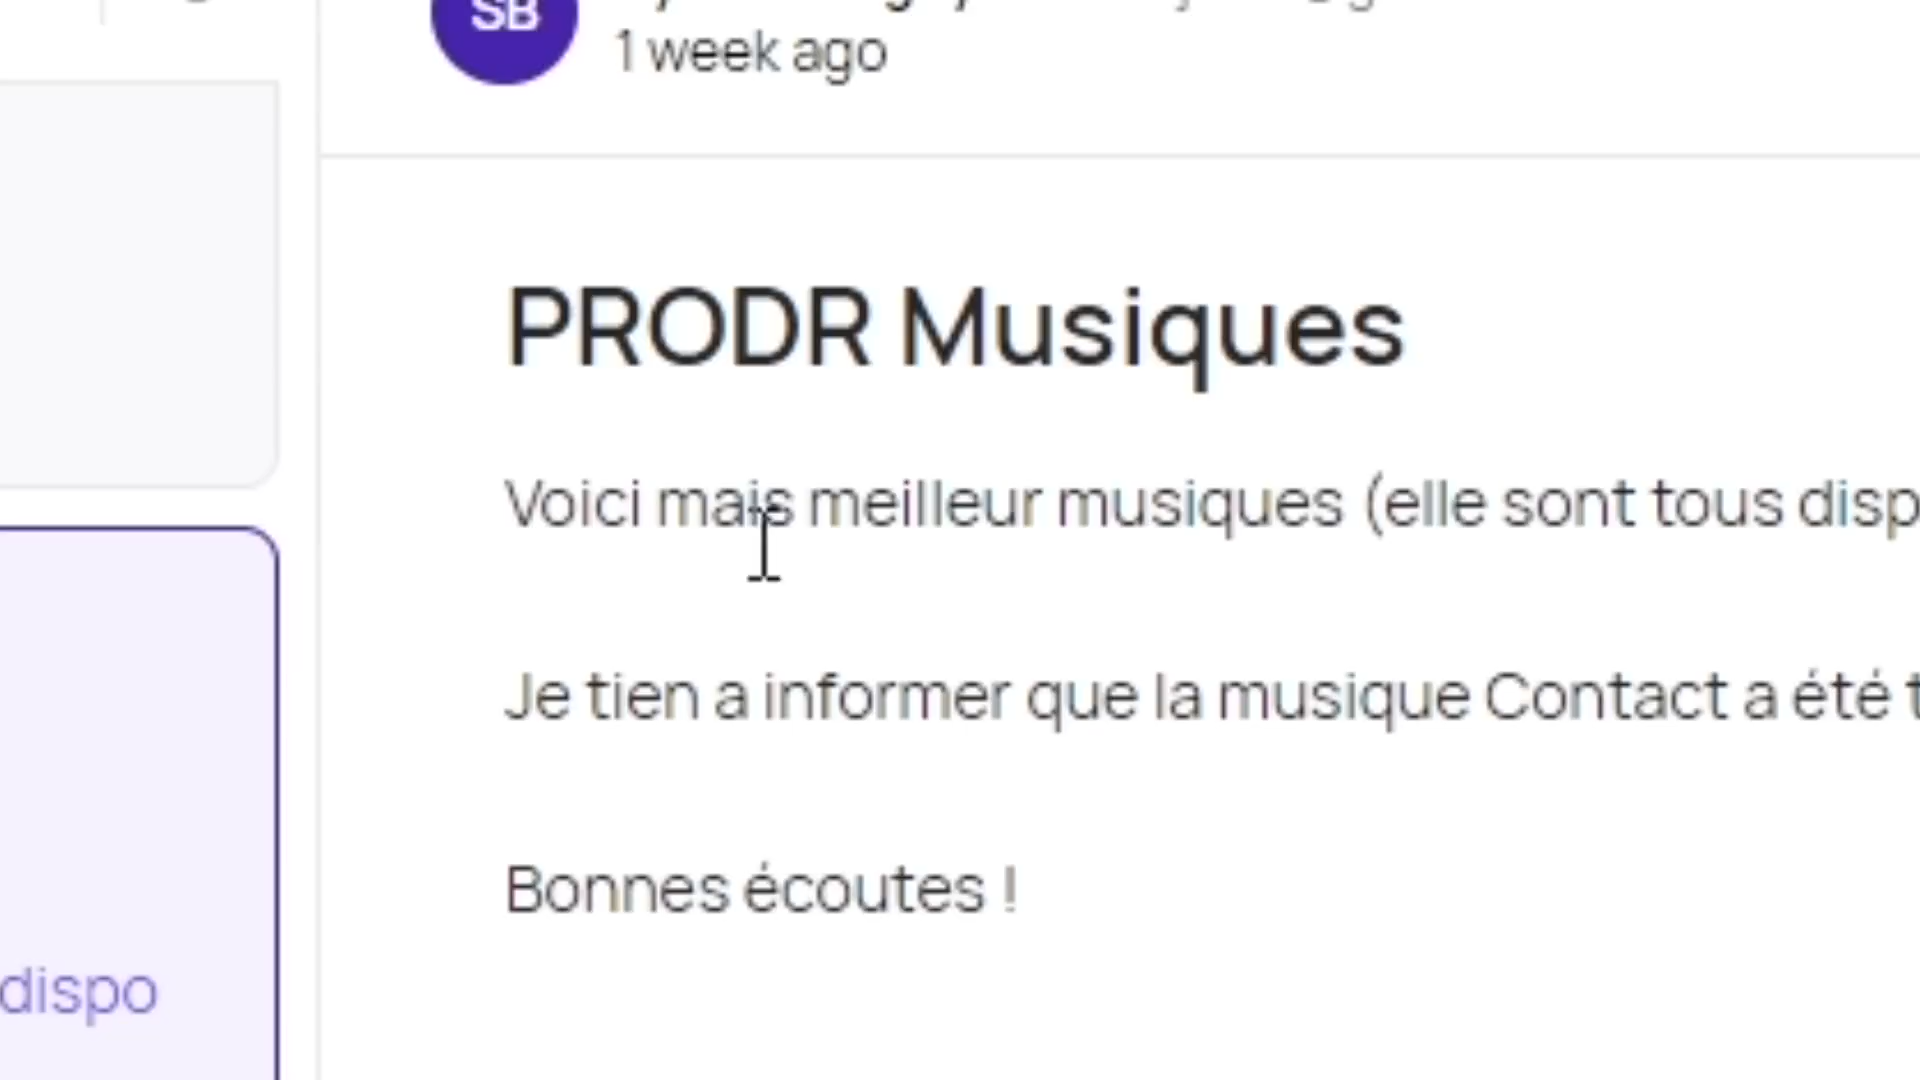 SB
1 week ago
PRODR Musiques
Voici mais meilleur musiques (elle sont tous disp
Je tien a informer que la musique Contact a été t
Bonnes écoutes !
dispo